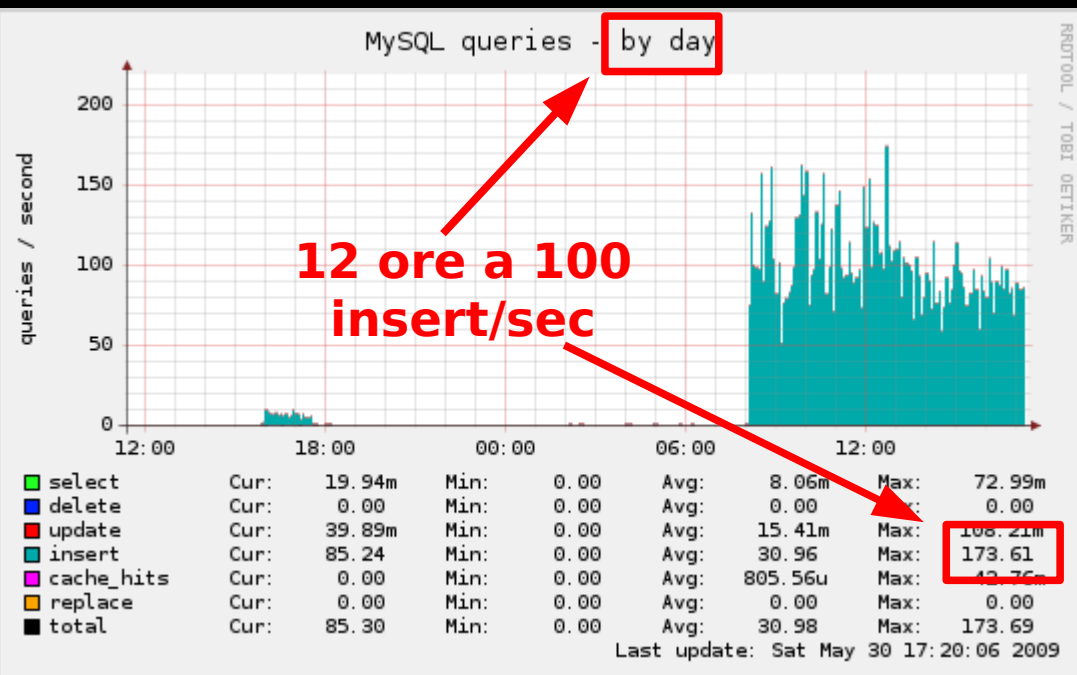 MySQL queries - by day
RRDTOOL / TOBI OETIKER
queries / second
200
150
100
50
0
12 ore a 100
insert/sec
12:00 18:00 00:00 06:00 12:00
select Cur: 19.94m Min: 0.00 Avg: 8.06m Max: 72.99m
delete Cur: 0.00 Min: 0.00 Avg: 0.00 0.00
update Cur: 39.89m Min: 0.00 Avg: 15.41m Max: 108.21m
insert Cur: 85.24 Min: 0.00 Avg: 30.96 Max: 173.61
cache_hits Cur: 0.00 Min: 0.00 Avg: 805.56u Max: 42.76m
replace Cur: 0.00 Min: 0.00 Avg: 0.00 Max: 0.00
total Cur: 85.30 Min: 0.00 Avg: 30.98 Max: 173.69
Last update: Sat May 30 17:20:06 2009